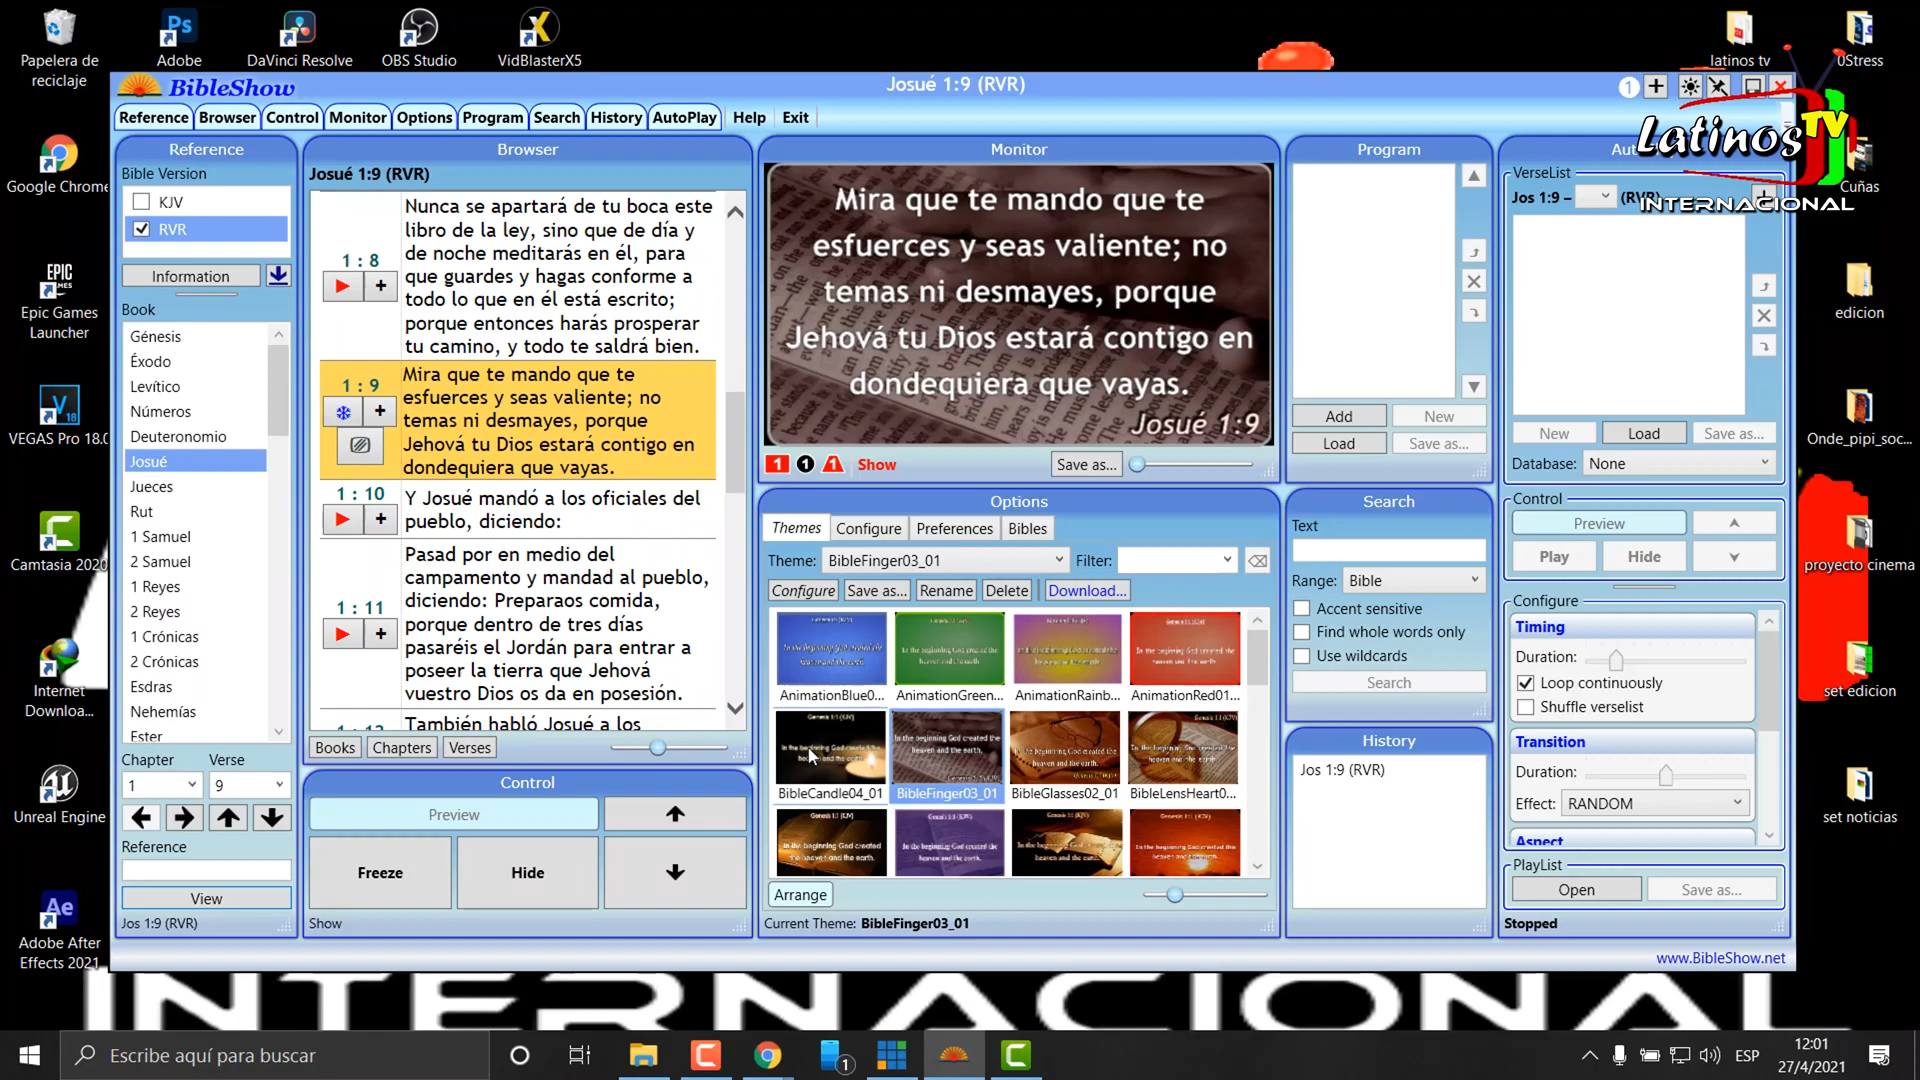 Papelera de
reciclaje
Adobe
DaVinci Resolve
OBS Studio
VidBlasterX5
latinos tv
0Stress
BibleShow
Josué 1:9 (RVR)
Reference
Browser
Control
Monitor
Options
Program
Search
History
AutoPlay
Help
Exit
Latinos TV
INTERNACIONAL
Google Chrome
Epic Games
Launcher
VEGAS Pro 18.0
Camtasia 2020
Internet
Downloa...
Unreal Engine
Adobe After
Effects 2021
Reference
Bible Version
KJV
RVR
Information
Book
Génesis
Éxodo
Levítico
Números
Deuteronomio
Josué
Jueces
Rut
1 Samuel
2 Samuel
1 Reyes
2 Reyes
1 Crónicas
2 Crónicas
Esdras
Nehemías
Ester
Chapter
Verse
1
9
Reference
View
Jos 1:9 (RVR)
Browser
Josué 1:9 (RVR)
1 : 8
Nunca se apartará de tu boca este
libro de la ley, sino que de día y
de noche meditarás en él, para
que guardes y hagas conforme a
todo lo que en él está escrito;
porque entonces harás prosperar
tu camino, y todo te saldrá bien.
1 : 9
Mira que te mando que te
esfuerces y seas valiente; no
temas ni desmayes, porque
Jehová tu Dios estará contigo en
dondequiera que vayas.
1 : 10
Y Josué mandó a los oficiales del
pueblo, diciendo:
1 : 11
Pasad por en medio del
campamento y mandad al pueblo,
diciendo: Preparaos comida,
porque dentro de tres días
pasaréis el Jordán para entrar a
poseer la tierra que Jehová
vuestro Dios os da en posesión.
También habló Josué a los
Books
Chapters
Verses
Control
Preview
Freeze
Hide
Show
Monitor
Mira que te mando que te
esfuerces y seas valiente; no
temas ni desmayes, porque
Jehová tu Dios estará contigo en
dondequiera que vayas.
Josué 1:9
1
1
1
Show
Save as...
Options
Themes
Configure
Preferences
Bibles
Theme:
BibleFinger03_01
Filter:
Configure
Save as...
Rename
Delete
Download...
AnimationBlue0...
AnimationGreen...
AnimationRainb...
AnimationRed01...
BibleCandle04_01
BibleFinger03_01
BibleGlasses02_01
BibleLensHeart0...
Arrange
Current Theme: BibleFinger03_01
Program
Add
New
Load
Save as...
Search
Text
Range:
Bible
Accent sensitive
Find whole words only
Use wildcards
Search
History
Jos 1:9 (RVR)
VerseList
Jos 1:9 –
(RVR)
New
Load
Save as...
Database:
None
Control
Preview
Play
Hide
Configure
Timing
Duration:
Loop continuously
Shuffle verselist
Transition
Duration:
Effect:
RANDOM
Aspect
PlayList
Open
Save as...
Stopped
www.BibleShow.net
Cuñas
edicion
Onde_pipi_soc...
proyecto cinema
set edicion
set noticias
INTERNACIONAL
Escribe aquí para buscar
1
ESP
12:01
27/4/2021